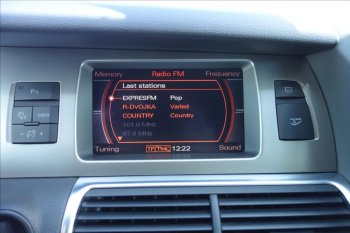 Memory Radio FM Frequency
Last stations
EXPRESFM Pop
R-DVOJKA Varied
COUNTRY Country
101,6 MHz
87,8 MHz
Tuning TP/TMC 12:22 Sound